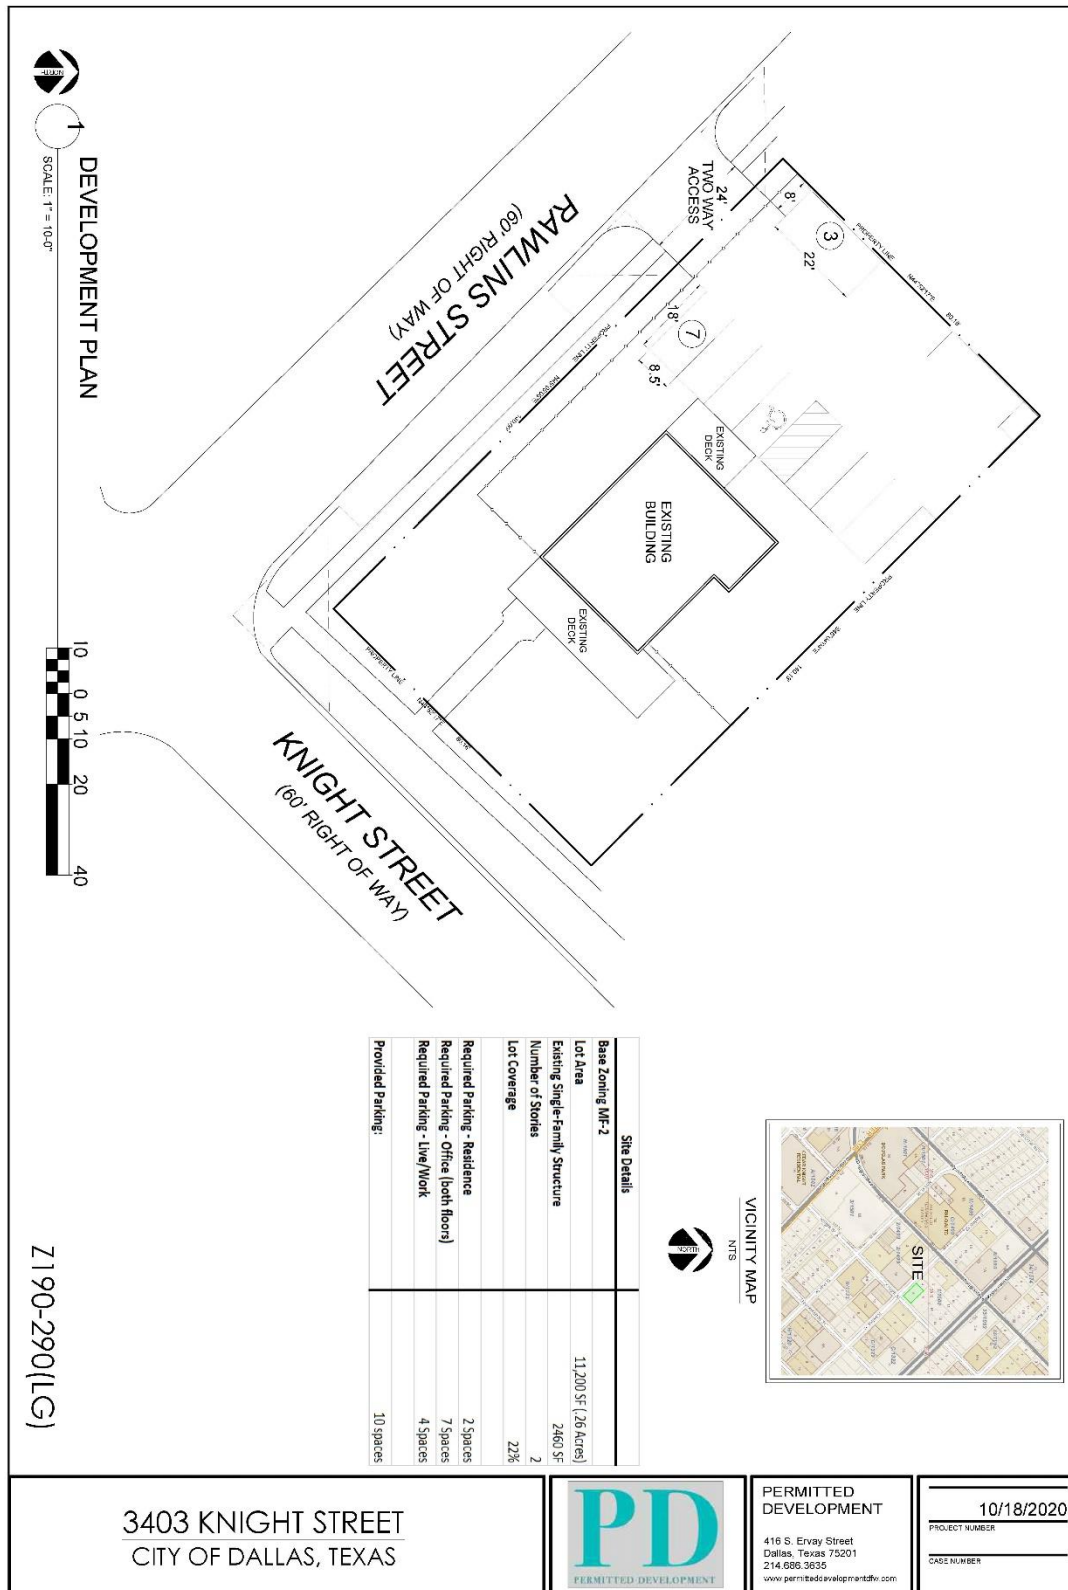 NORTH
1
DEVELOPMENT PLAN
SCALE: 1" = 10-0"
RAWLINS STREET
(60' RIGHT OF WAY)
24'
TWO WAY
ACCESS
8'
3
22'
PROPERTY LINE
18'
7
8.5'
PROPERTY LINE
EXISTING
DECK
EXISTING
BUILDING
EXISTING
DECK
PROPERTY LINE
PROPERTY LINE
KNIGHT STREET
(60' RIGHT OF WAY)
10 0 5 10 20 40
SITE
VICINITY MAP
NTS
NORTH
Site Details
Base Zoning MF-2
Lot Area 11,200 SF (.26 Acres)
Existing Single-Family Structure 2460 SF
Number of Stories 2
Lot Coverage 22%
Required Parking - Residence 2 Spaces
Required Parking - Office (both floors) 7 Spaces
Required Parking - Live/Work 4 Spaces
Provided Parking: 10 spaces
Z190-290(LG)
3403 KNIGHT STREET
CITY OF DALLAS, TEXAS
PD
PERMITTED DEVELOPMENT
PERMITTED
DEVELOPMENT
416 S. Ervay Street
Dallas, Texas 75201
214.686.3635
www.permitteddevelopmentdfw.com
10/18/2020
PROJECT NUMBER
CASE NUMBER